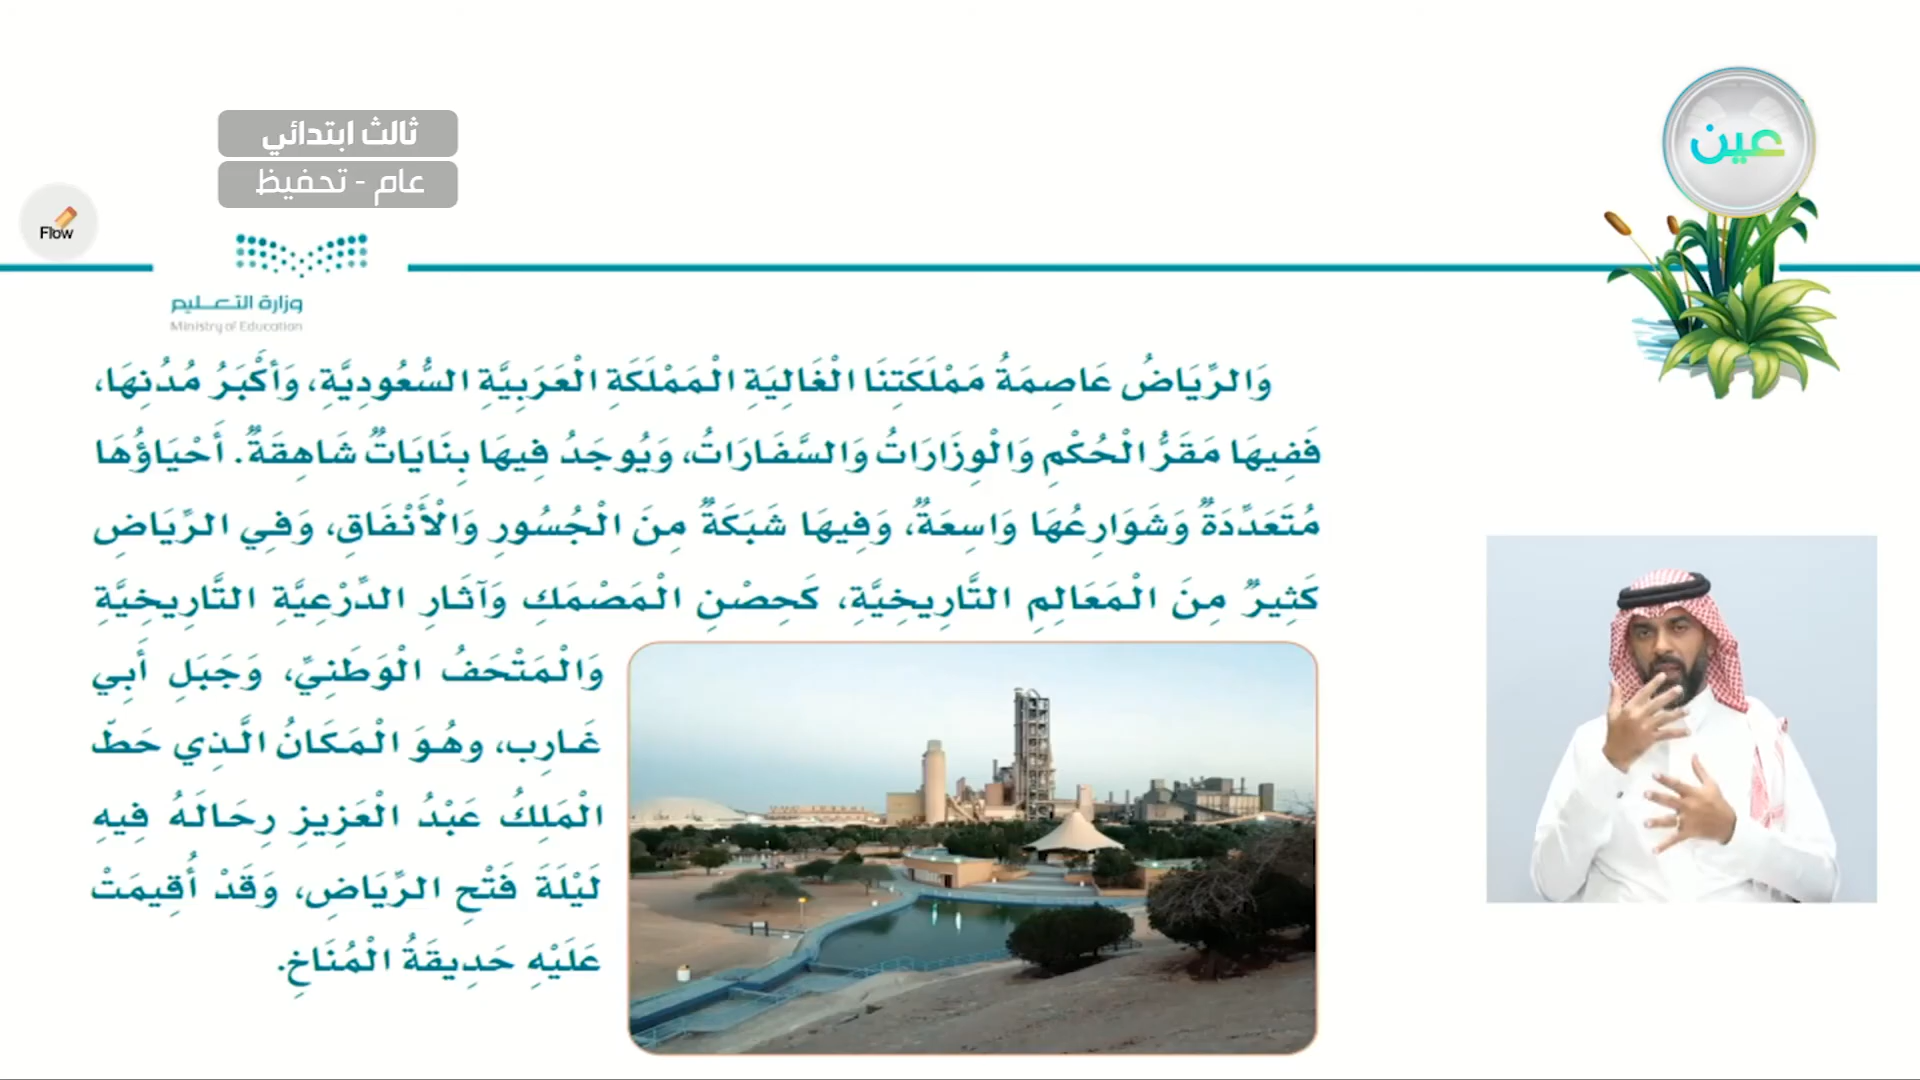 ثالث ابتدائي
عام - تحفيظ
عين
Flow
وزارة التعـــليم
Ministry of Education
وَالرِّيَاضُ عَاصِمَةُ مَمْلَكَتِنَا الْغَالِيَةِ الْمَمْلَكَةِ الْعَرَبِيَّةِ السُّعُودِيَّةِ، وَأَكْبَرُ مُدُنِهَا،
فَفِيهَا مَقَرُّ الْحُكْمِ وَالْوِزَارَاتُ وَالسَّفَارَاتُ، وَيُوجَدُ فِيهَا بِنَايَاتٌ شَاهِقَةٌ. أَحْيَاؤُهَا
مُتَعَدِّدَةٌ وَشَوَارِعُهَا وَاسِعَةٌ، وَفِيهَا شَبَكَةٌ مِنَ الْجُسُورِ وَالْأَنْفَاقِ، وَفِي الرِّيَاضِ
كَثِيرٌ مِنَ الْمَعَالِمِ التَّارِيخِيَّةِ، كَحِصْنِ الْمَصْمَكِ وَآثَارِ الدِّرْعِيَّةِ التَّارِيخِيَّةِ
وَالْمَتْحَفُ الْوَطَنِيِّ، وَجَبَلِ أَبِي
غَارِب، وهُوَ الْمَكَانُ الَّذِي حَطّ
الْمَلِكُ عَبْدُ الْعَزِيزِ رِحَالَهُ فِيهِ
لَيْلَةَ فَتْحِ الرِّيَاضِ، وَقَدْ أُقِيمَتْ
عَلَيْهِ حَدِيقَةُ الْمُنَاخِ.